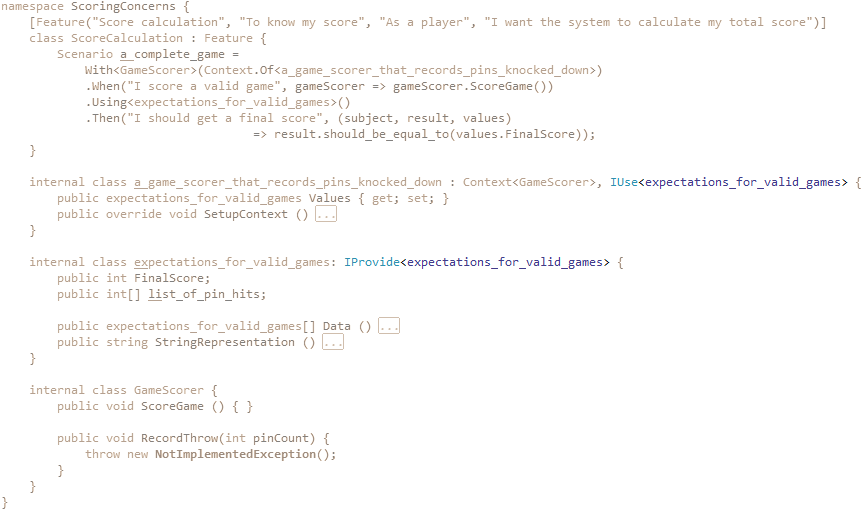 namespace ScoringConcerns {
    [Feature("Score calculation", "To know my score", "As a player", "I want the system to calculate my total score")]
    class ScoreCalculation : Feature {
        Scenario a_complete_game =
            With<GameScorer>(Context.Of<a_game_scorer_that_records_pins_knocked_down>)
            .When("I score a valid game", gameScorer => gameScorer.ScoreGame())
            .Using<expectations_for_valid_games>()
            .Then("I should get a final score", (subject, result, values)
                                    => result.should_be_equal_to(values.FinalScore));
    }

    internal class a_game_scorer_that_records_pins_knocked_down : Context<GameScorer>, IUse<expectations_for_valid_games> {
        public expectations_for_valid_games Values { get; set; }
        public override void SetupContext () ...
    }

    internal class expectations_for_valid_games: IProvide<expectations_for_valid_games> {
        public int FinalScore;
        public int[] list_of_pin_hits;

        public expectations_for_valid_games[] Data () ...
        public string StringRepresentation () ...
    }

    internal class GameScorer {
        public void ScoreGame () { }

        public void RecordThrow(int pinCount) {
            throw new NotImplementedException();
        }
    }
}